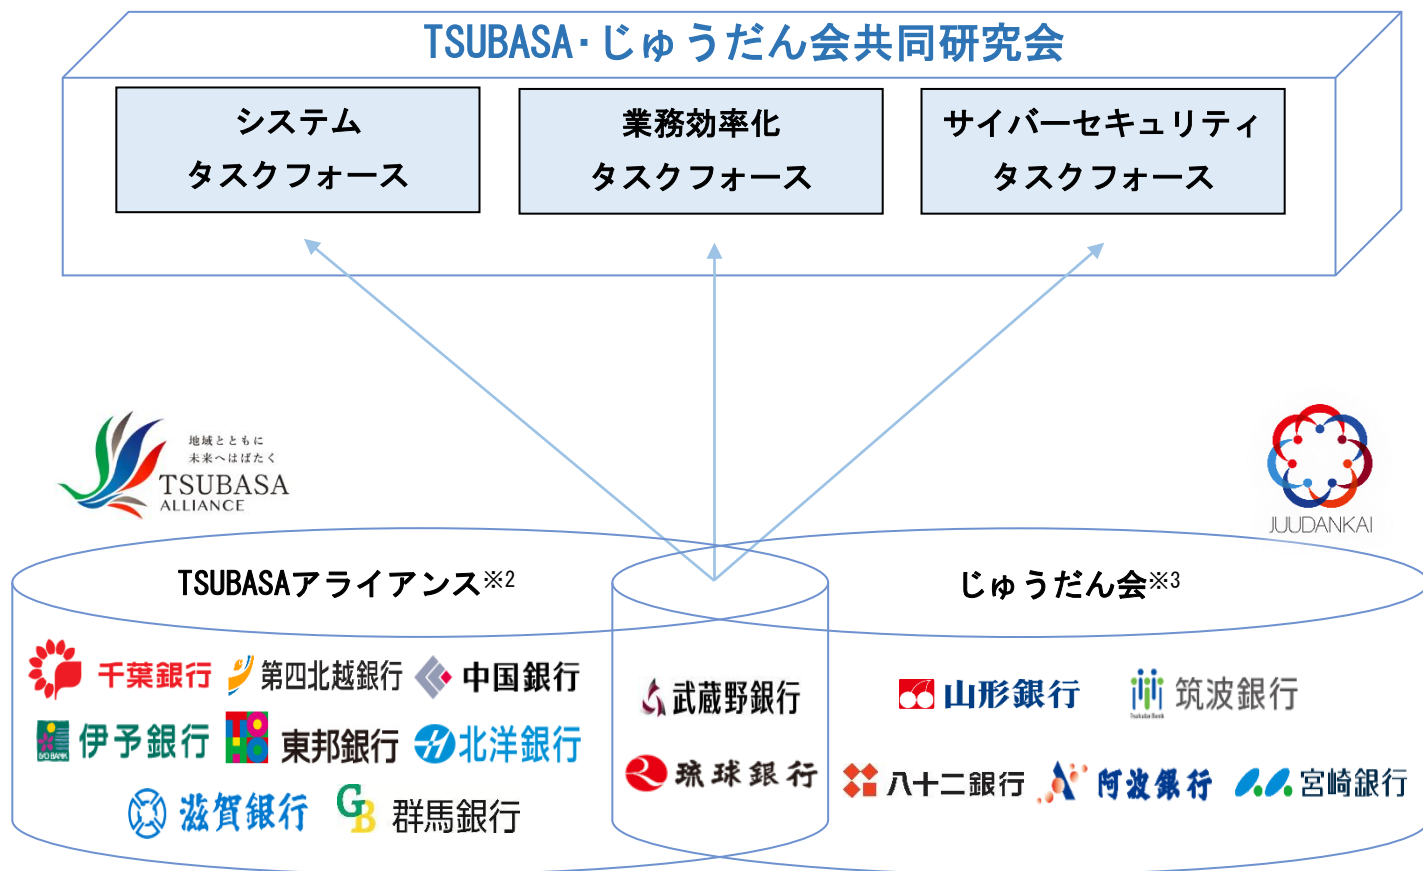 TSUBASA・じゅうだん会共同研究会
システム
タスクフォース
業務効率化
タスクフォース
サイバーセキュリティ
タスクフォース
地域とともに
未来へはばたく
TSUBASA
ALLIANCE
JUUDANKAI
TSUBASAアライアンス※2
じゅうだん会※3
千葉銀行
第四北越銀行
中国銀行
IYO BANK
伊予銀行
TOHO
東邦銀行
北洋銀行
滋賀銀行
GB
群馬銀行
武蔵野銀行
琉球銀行
山形銀行
Tsukuba Bank
筑波銀行
八十二銀行
阿波銀行
宮崎銀行